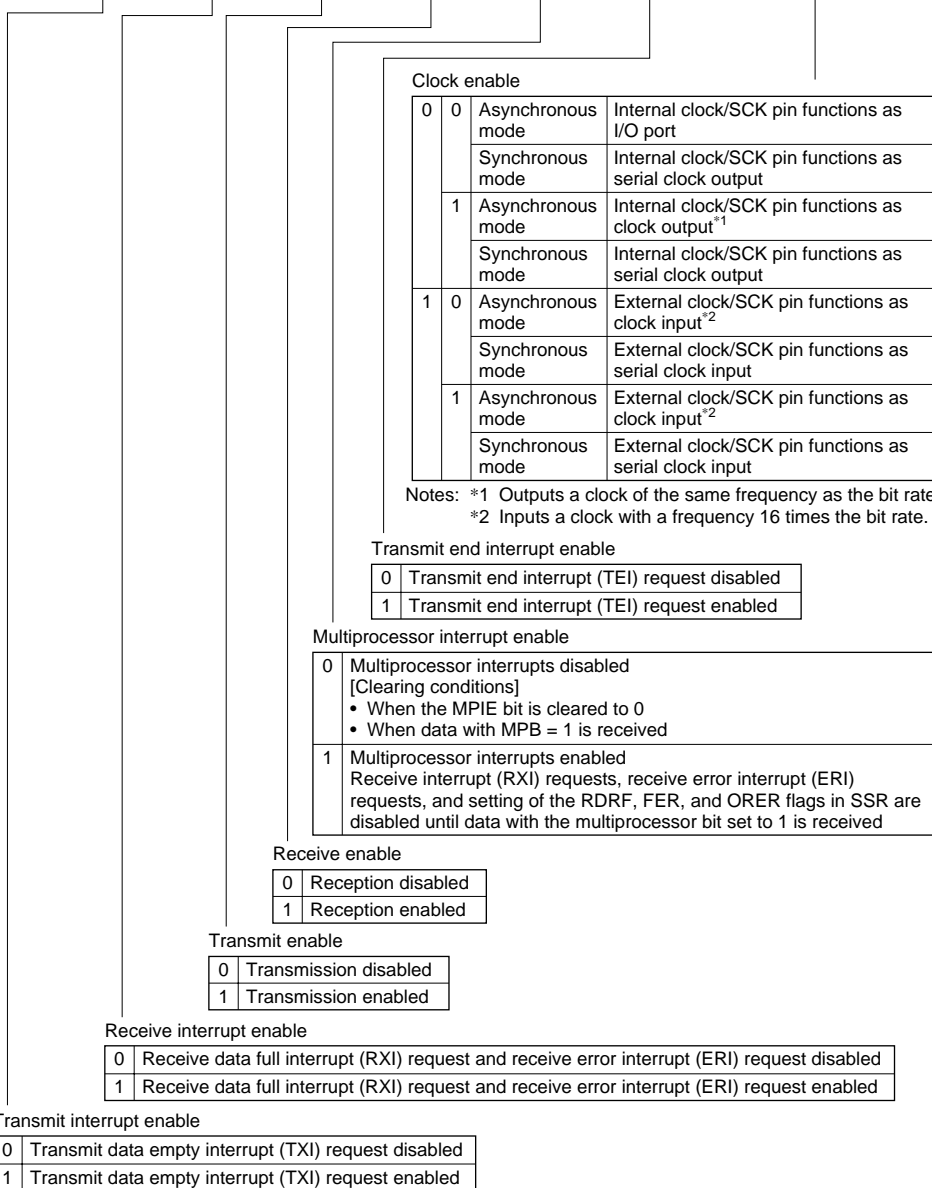 Clock enable
0 0 Asynchronous mode Internal clock/SCK pin functions as I/O port
Synchronous mode Internal clock/SCK pin functions as serial clock output
1 Asynchronous mode Internal clock/SCK pin functions as clock output*1
Synchronous mode Internal clock/SCK pin functions as serial clock output
1 0 Asynchronous mode External clock/SCK pin functions as clock input*2
Synchronous mode External clock/SCK pin functions as serial clock input
1 Asynchronous mode External clock/SCK pin functions as clock input*2
Synchronous mode External clock/SCK pin functions as serial clock input
Notes: *1 Outputs a clock of the same frequency as the bit rate
*2 Inputs a clock with a frequency 16 times the bit rate.
Transmit end interrupt enable
0 Transmit end interrupt (TEI) request disabled
1 Transmit end interrupt (TEI) request enabled
Multiprocessor interrupt enable
0 Multiprocessor interrupts disabled
[Clearing conditions]
• When the MPIE bit is cleared to 0
• When data with MPB = 1 is received
1 Multiprocessor interrupts enabled
Receive interrupt (RXI) requests, receive error interrupt (ERI)
requests, and setting of the RDRF, FER, and ORER flags in SSR are
disabled until data with the multiprocessor bit set to 1 is received
Receive enable
0 Reception disabled
1 Reception enabled
Transmit enable
0 Transmission disabled
1 Transmission enabled
Receive interrupt enable
0 Receive data full interrupt (RXI) request and receive error interrupt (ERI) request disabled
1 Receive data full interrupt (RXI) request and receive error interrupt (ERI) request enabled
Transmit interrupt enable
0 Transmit data empty interrupt (TXI) request disabled
1 Transmit data empty interrupt (TXI) request enabled